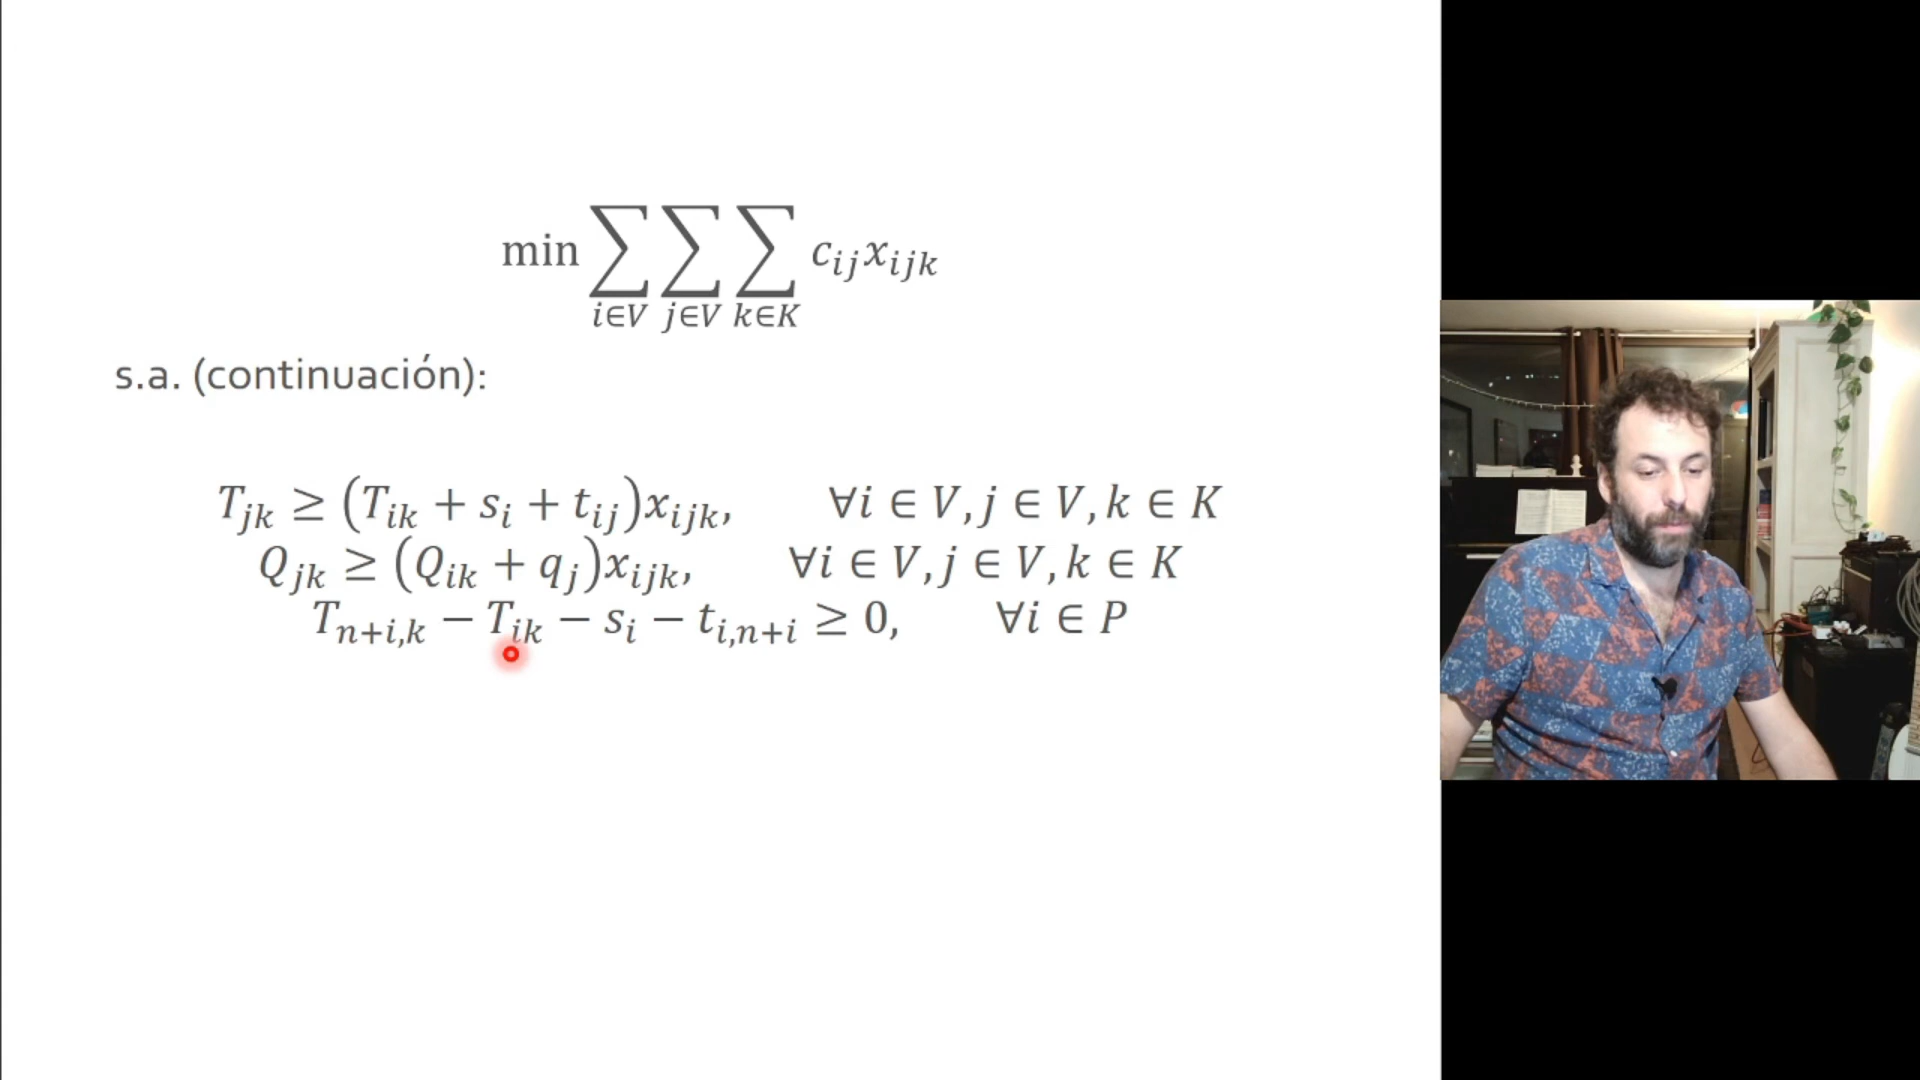 min ∑_{i∈V} ∑_{j∈V} ∑_{k∈K} c_{ij}x_{ijk}
s.a. (continuación):
T_{jk} ≥ (T_{ik} + s_i + t_{ij})x_{ijk}, ∀i ∈ V, j ∈ V, k ∈ K
Q_{jk} ≥ (Q_{ik} + q_j)x_{ijk}, ∀i ∈ V, j ∈ V, k ∈ K
T_{n+i,k} − T_{ik} − s_i − t_{i,n+i} ≥ 0, ∀i ∈ P